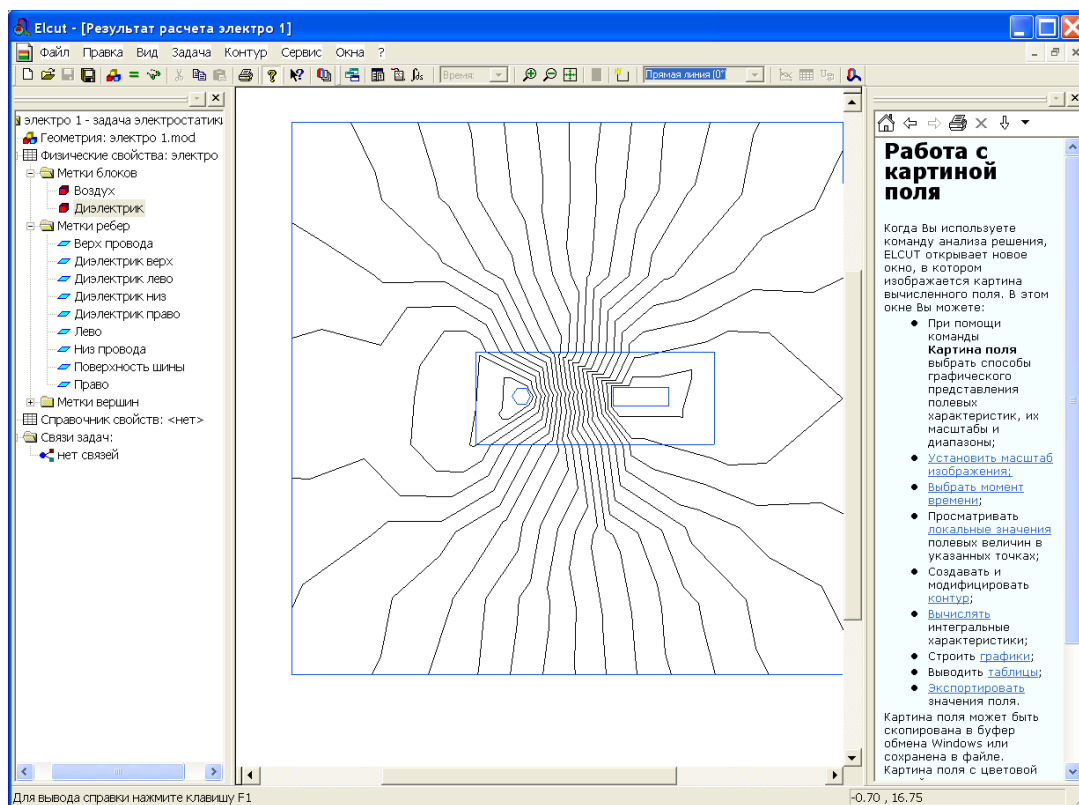 Elcut - [Результат расчета электро 1]
Файл Правка Вид Задача Контур Сервис Окна ?
Время: Прямая линия (0°
электро 1 - задача электростатики
Геометрия: электро 1.mod
Физические свойства: электро
Метки блоков
Воздух
Диэлектрик
Метки ребер
Верх провода
Диэлектрик верх
Диэлектрик лево
Диэлектрик низ
Диэлектрик право
Лево
Низ провода
Поверхность шины
Право
Метки вершин
Справочник свойств: <нет>
Связи задач:
нет связей
Работа с
картиной
поля
Когда Вы используете
команду анализа решения,
ELCUT открывает новое
окно, в котором
изображается картина
вычисленного поля. В этом
окне Вы можете:
При помощи
команды
Картина поля
выбрать способы
графического
представления
полевых
характеристик, их
масштабы и
диапазоны;
Установить масштаб
изображения;
Выбрать момент
времени;
Просматривать
локальные значения
полевых величин в
указанных точках;
Создавать и
модифицировать
контур;
Вычислять
интегральные
характеристики;
Строить графики;
Выводить таблицы;
Экспортировать
значения поля.
Картина поля может быть
скопирована в буфер
обмена Windows или
сохранена в файле.
Картина поля с цветовой
Для вывода справки нажмите клавишу F1
-0.70 , 16.75